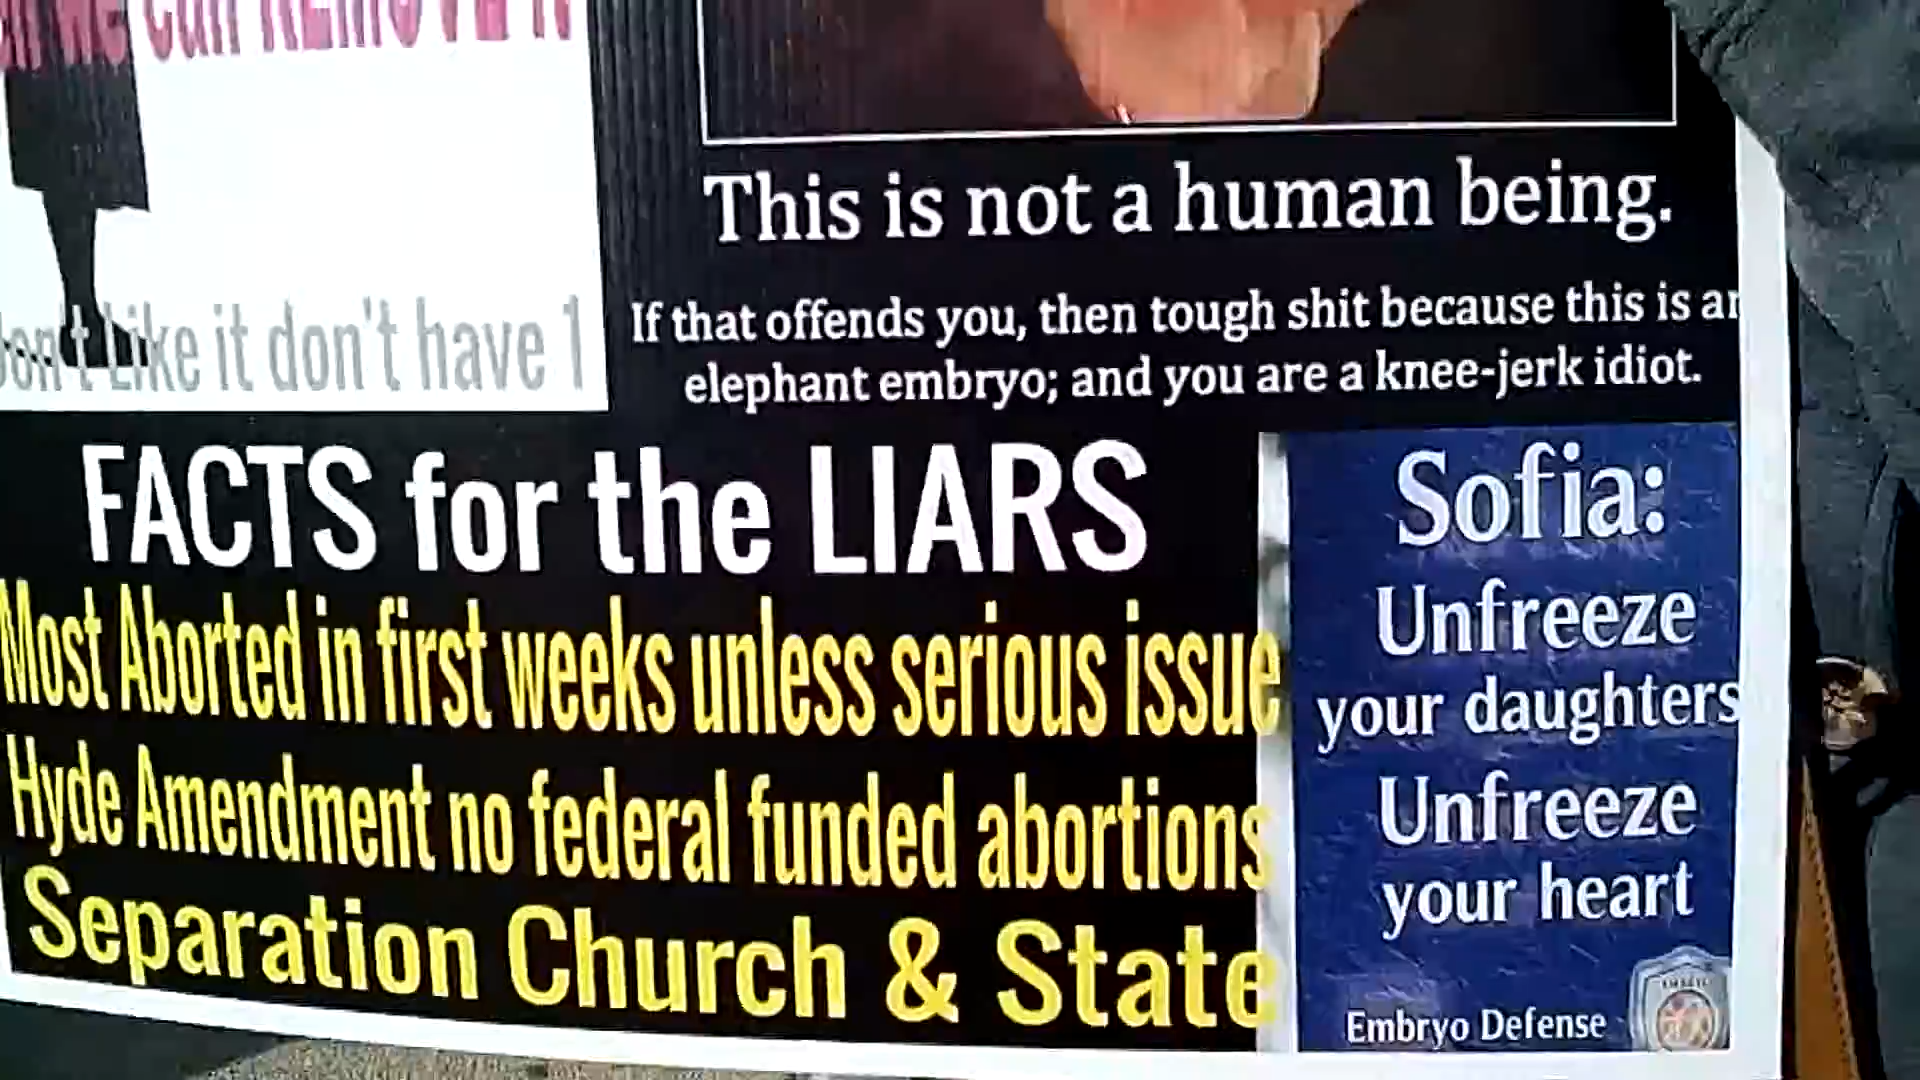 we can REMOVE it
Don't Like it don't have 1
This is not a human being.
If that offends you, then tough shit because this is an
elephant embryo; and you are a knee-jerk idiot.
FACTS for the LIARS
Most Aborted in first weeks unless serious issue
Hyde Amendment no federal funded abortions
Separation Church & State
Sofia:
Unfreeze
your daughters
Unfreeze
your heart
Embryo Defense